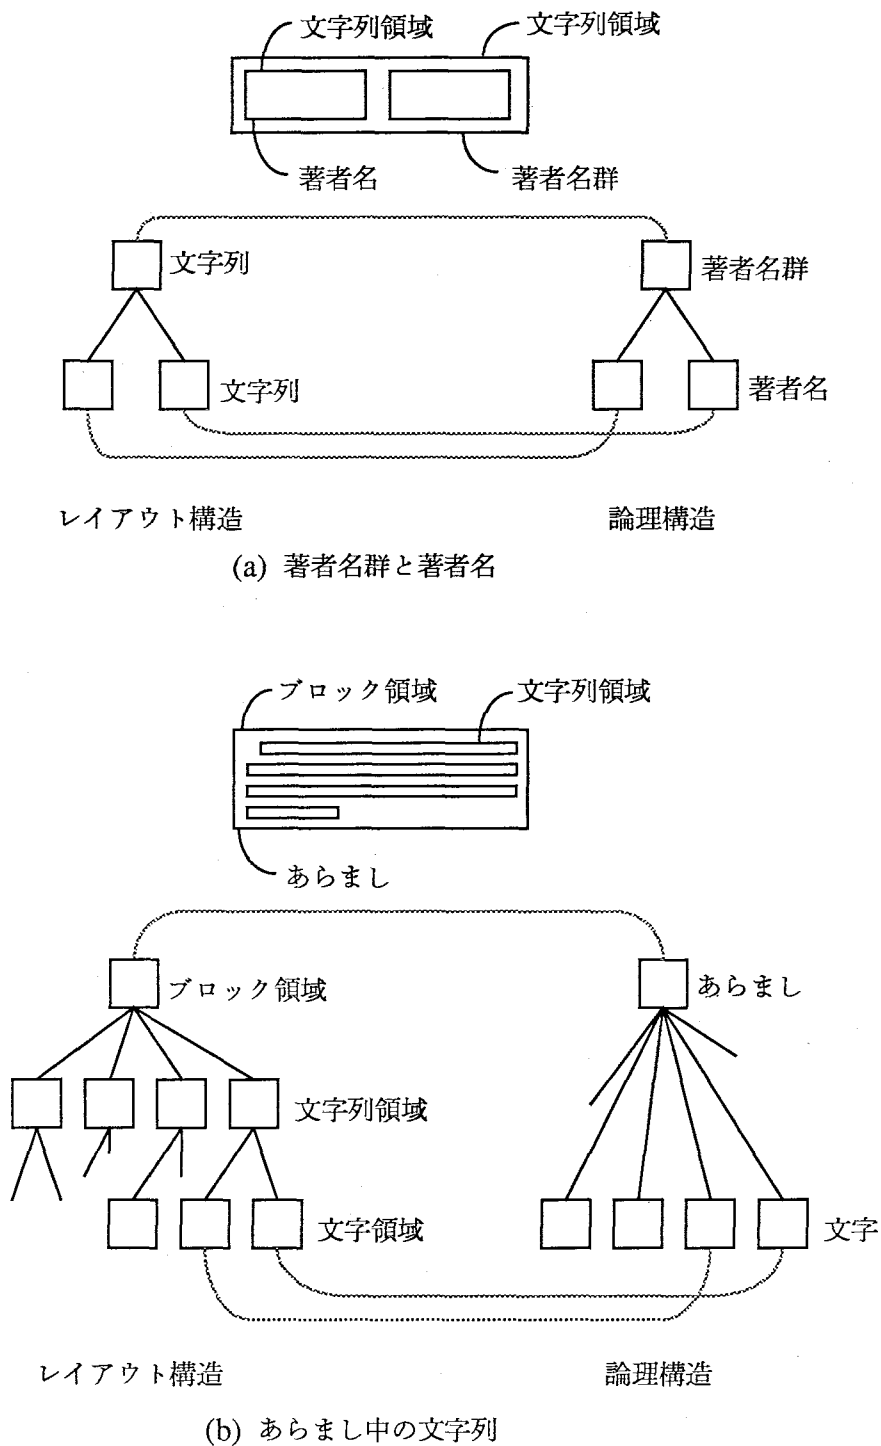 文字列領域 文字列領域
著者名 著者名群
文字列 著者名群
文字列 著者名
レイアウト構造 論理構造
(a) 著者名群と著者名
ブロック領域 文字列領域
あらまし
ブロック領域 あらまし
文字列領域
文字領域 文字
レイアウト構造 論理構造
(b) あらまし中の文字列